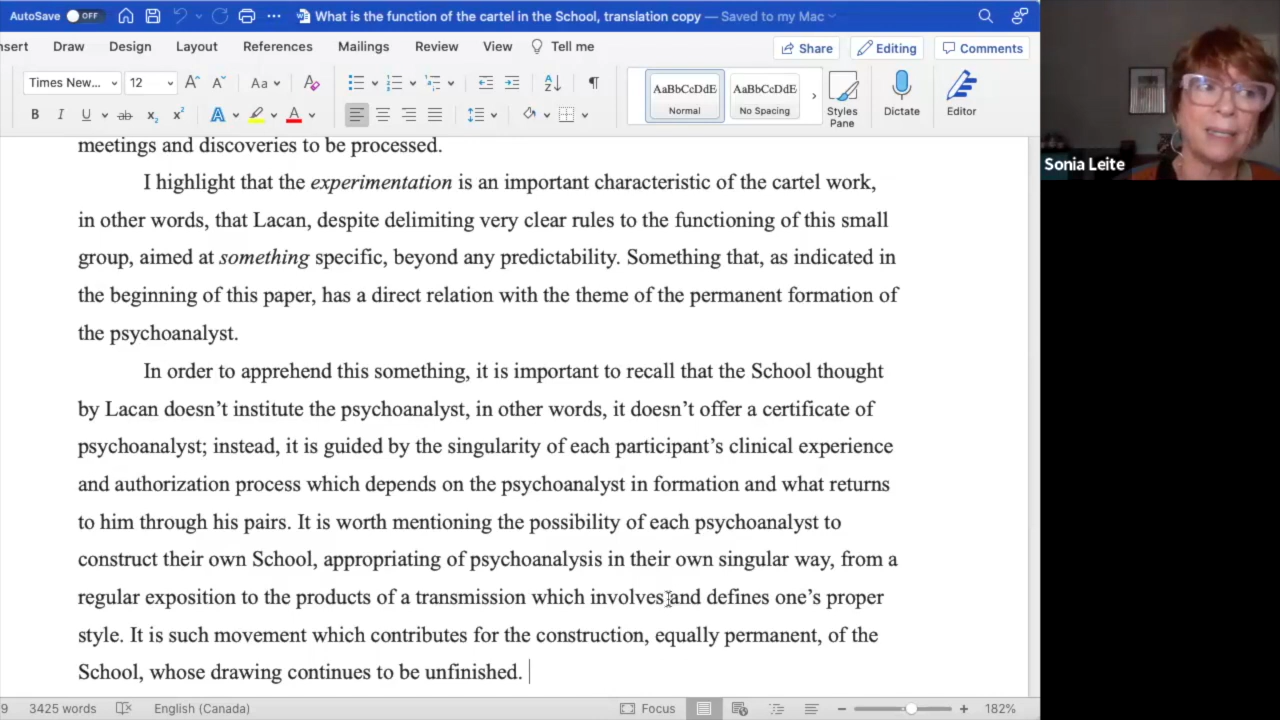 AutoSave OFF What is the function of the cartel in the School, translation copy — Saved to my Mac
nsert Draw Design Layout References Mailings Review View Tell me Share Editing Comments
Times New... 12 Aa AaBbCcDdE AaBbCcDdE
B I U ab x₂ x² A A Normal No Spacing Styles Pane Dictate Editor
Sonia Leite
meetings and discoveries to be processed.
I highlight that the experimentation is an important characteristic of the cartel work,
in other words, that Lacan, despite delimiting very clear rules to the functioning of this small
group, aimed at something specific, beyond any predictability. Something that, as indicated in
the beginning of this paper, has a direct relation with the theme of the permanent formation of
the psychoanalyst.
In order to apprehend this something, it is important to recall that the School thought
by Lacan doesn't institute the psychoanalyst, in other words, it doesn't offer a certificate of
psychoanalyst; instead, it is guided by the singularity of each participant's clinical experience
and authorization process which depends on the psychoanalyst in formation and what returns
to him through his pairs. It is worth mentioning the possibility of each psychoanalyst to
construct their own School, appropriating of psychoanalysis in their own singular way, from a
regular exposition to the products of a transmission which involves and defines one's proper
style. It is such movement which contributes for the construction, equally permanent, of the
School, whose drawing continues to be unfinished.
9 3425 words English (Canada) Focus 182%